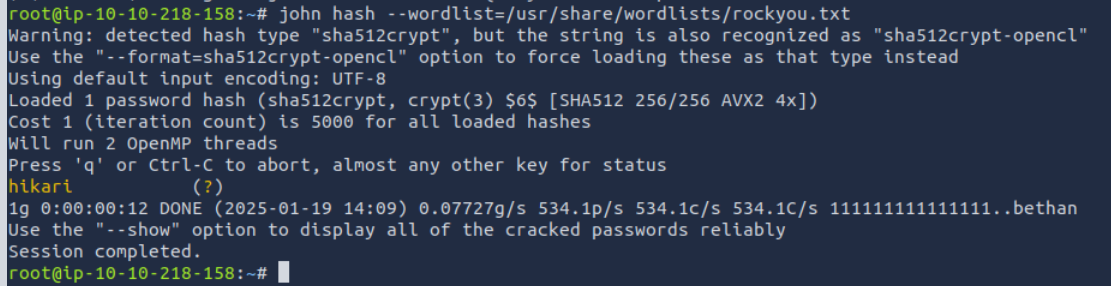 root@ip-10-10-218-158:~# john hash --wordlist=/usr/share/wordlists/rockyou.txt
Warning: detected hash type "sha512crypt", but the string is also recognized as "sha512crypt-opencl"
Use the "--format=sha512crypt-opencl" option to force loading these as that type instead
Using default input encoding: UTF-8
Loaded 1 password hash (sha512crypt, crypt(3) $6$ [SHA512 256/256 AVX2 4x])
Cost 1 (iteration count) is 5000 for all loaded hashes
Will run 2 OpenMP threads
Press 'q' or Ctrl-C to abort, almost any other key for status
hikari           (?)
1g 0:00:00:12 DONE (2025-01-19 14:09) 0.07727g/s 534.1p/s 534.1c/s 534.1C/s 111111111111111..bethan
Use the "--show" option to display all of the cracked passwords reliably
Session completed.
root@ip-10-10-218-158:~#